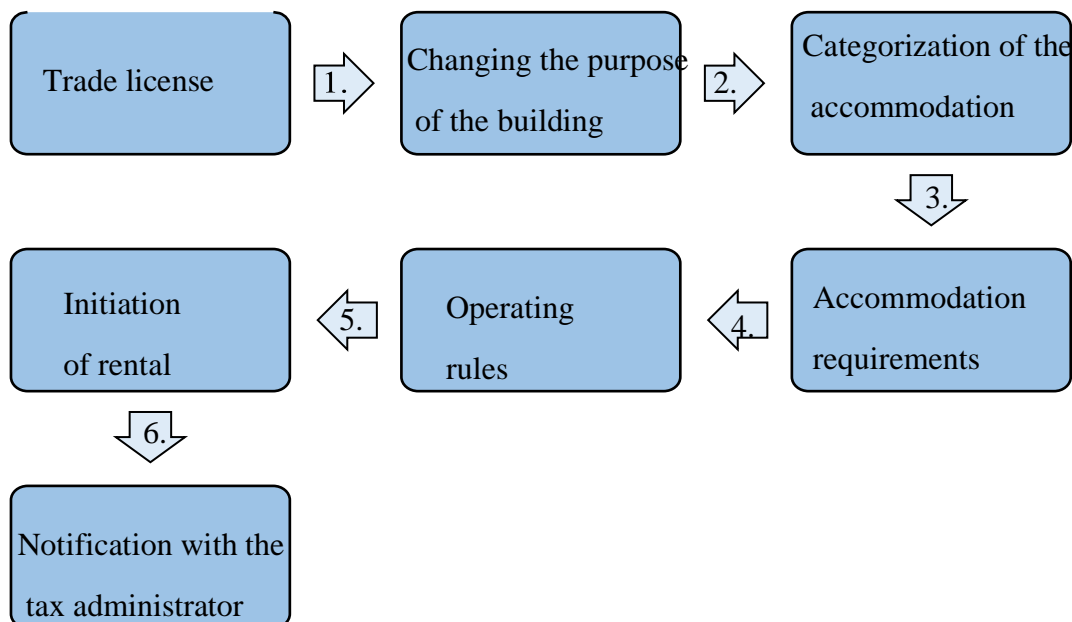 Trade license
1.
Changing the purpose
of the building
2.
Categorization of the
accommodation
3.
Accommodation
requirements
4.
Operating
rules
5.
Initiation
of rental
6.
Notification with the
tax administrator